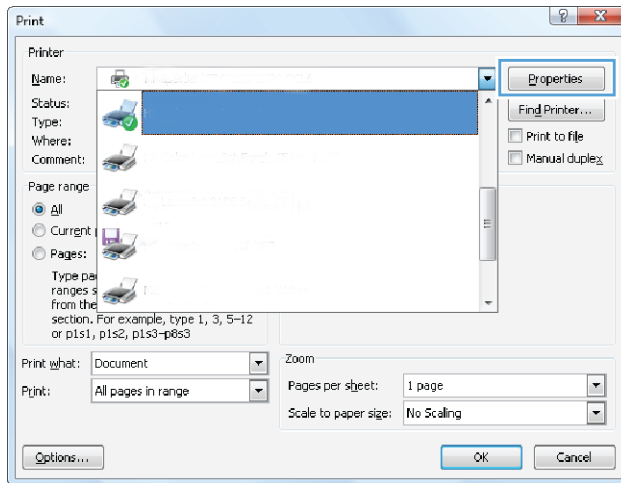 Print
Printer
Name:
Properties
Status:
Find Printer...
Type:
Where:
Print to file
Comment:
Manual duplex
Page range
All
Current
Pages:
Type
ranges
from the
section. For example, type 1, 3, 5–12
or p1s1, p1s2, p1s3–p8s3
Print what: Document
Print: All pages in range
Zoom
Pages per sheet: 1 page
Scale to paper size: No Scaling
Options...
OK
Cancel